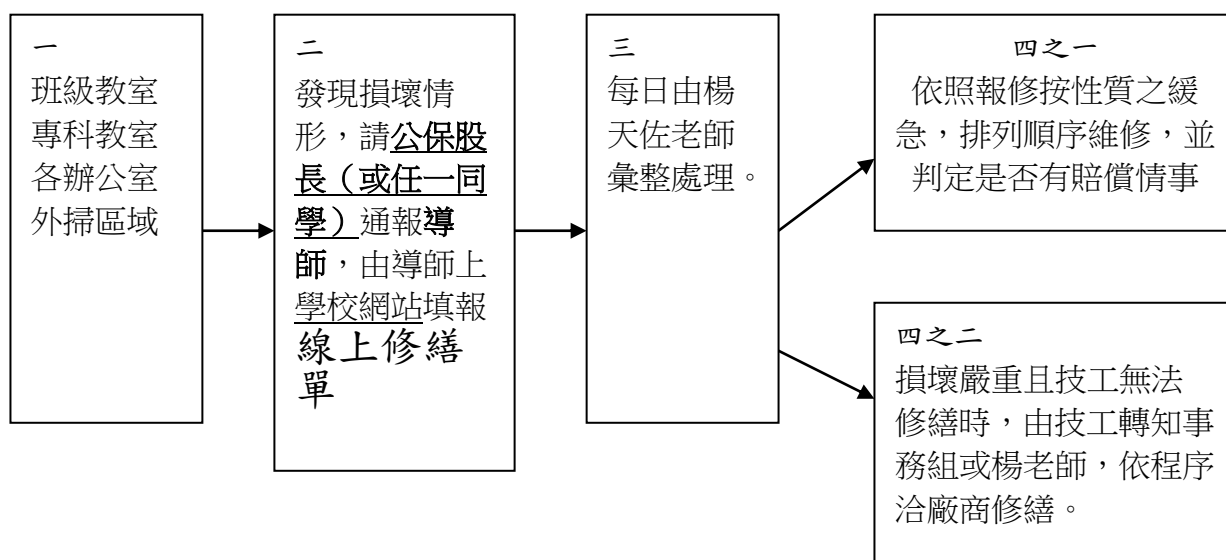 一
班級教室
專科教室
各辦公室
外掃區域
二
發現損壞情
形，請公保股
長（或任一同
學）通報導
師，由導師上
學校網站填報
線上修繕
單
三
每日由楊
天佐老師
彙整處理。
四之一
依照報修按性質之緩
急，排列順序維修，並
判定是否有賠償情事
四之二
損壞嚴重且技工無法
修繕時，由技工轉知事
務組或楊老師，依程序
洽廠商修繕。